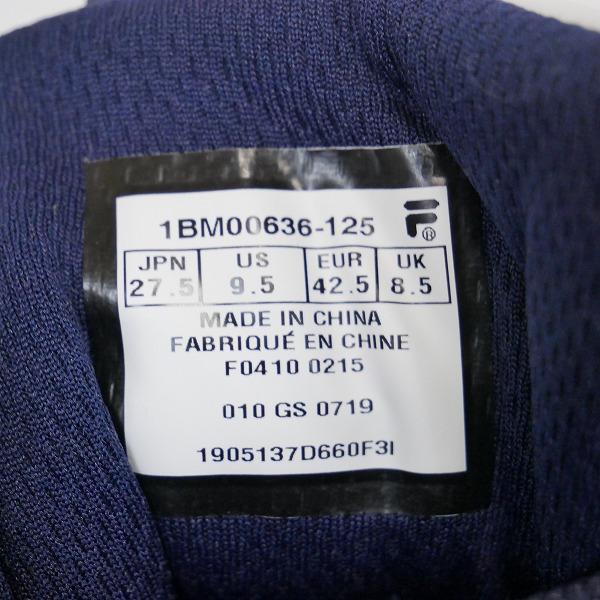 1BM00636-125 F®
JPN US EUR UK
27.5 9.5 42.5 8.5
MADE IN CHINA
FABRIQUÉ EN CHINE
F0410 0215
010 GS 0719
1905137D660F3I